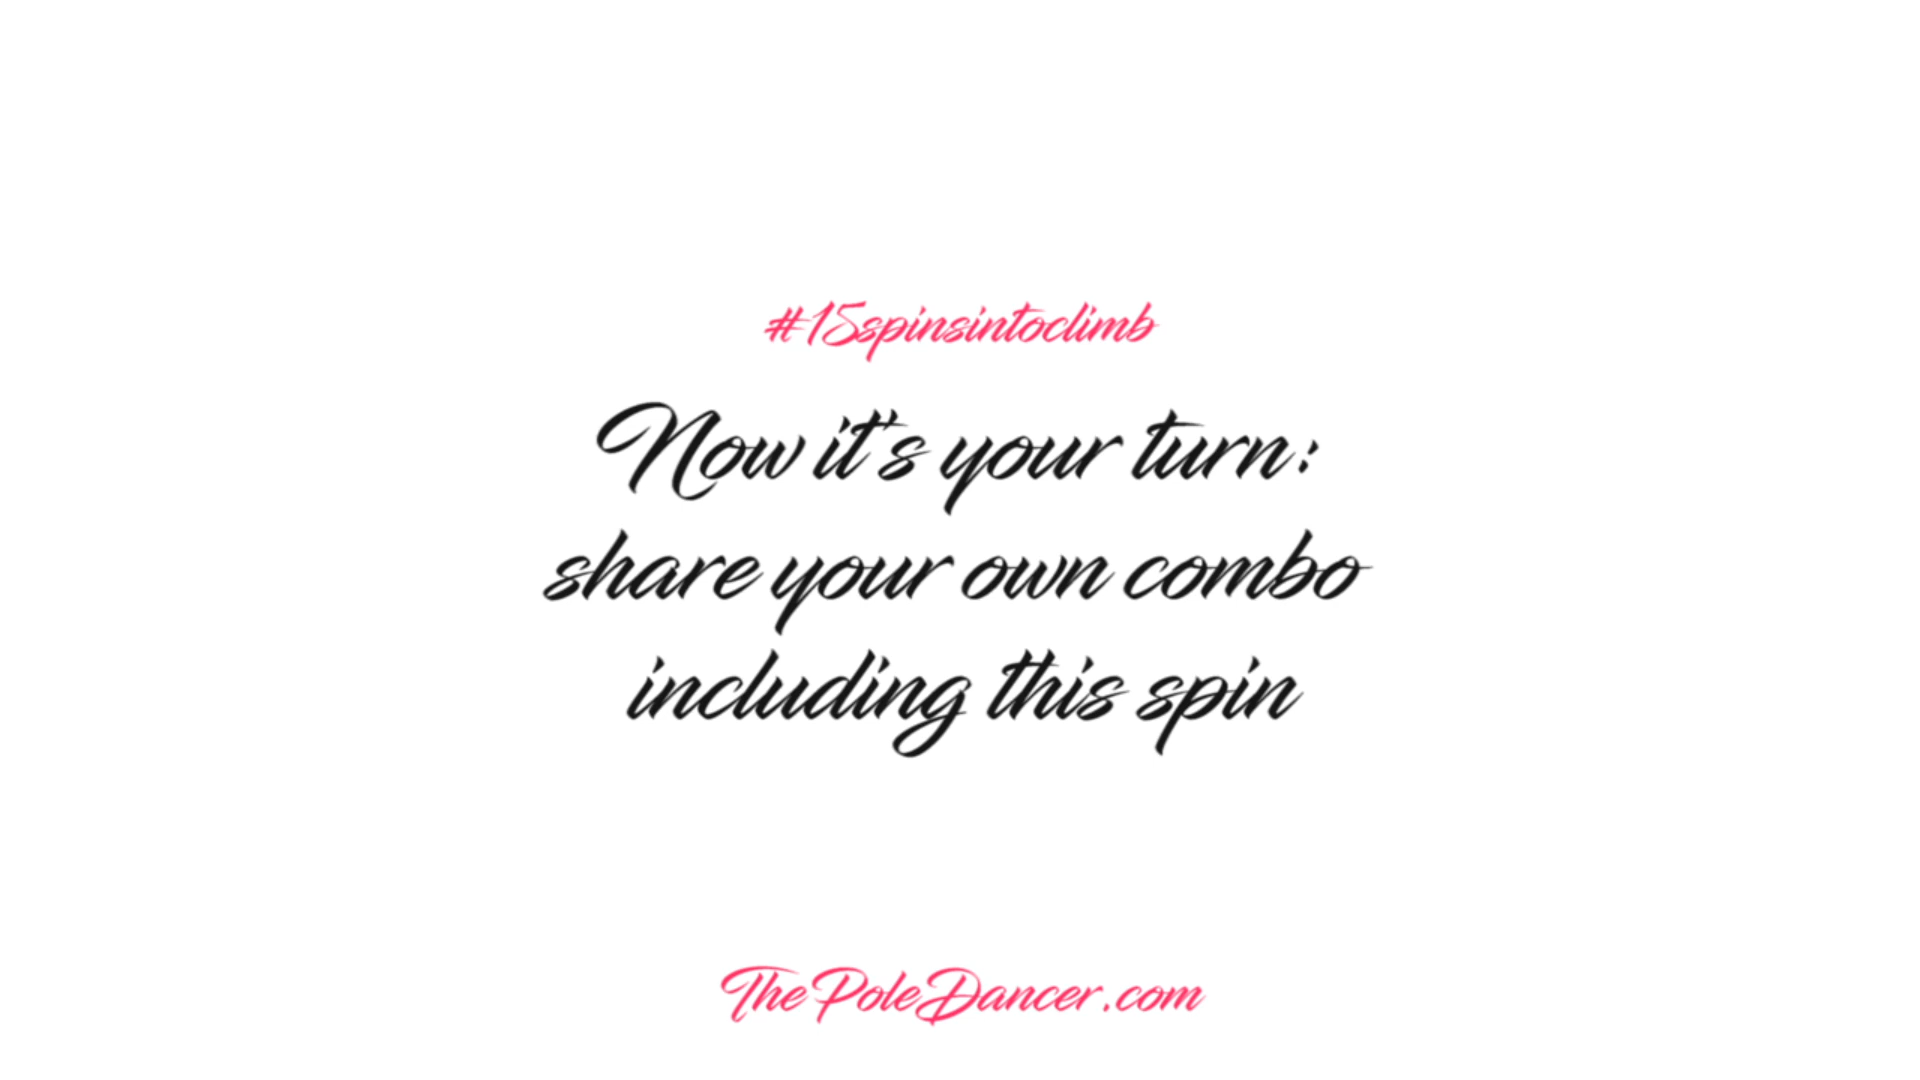 #15spinsintoclimb
Now it's your turn:
share your own combo
including this spin
ThePoleDancer.com